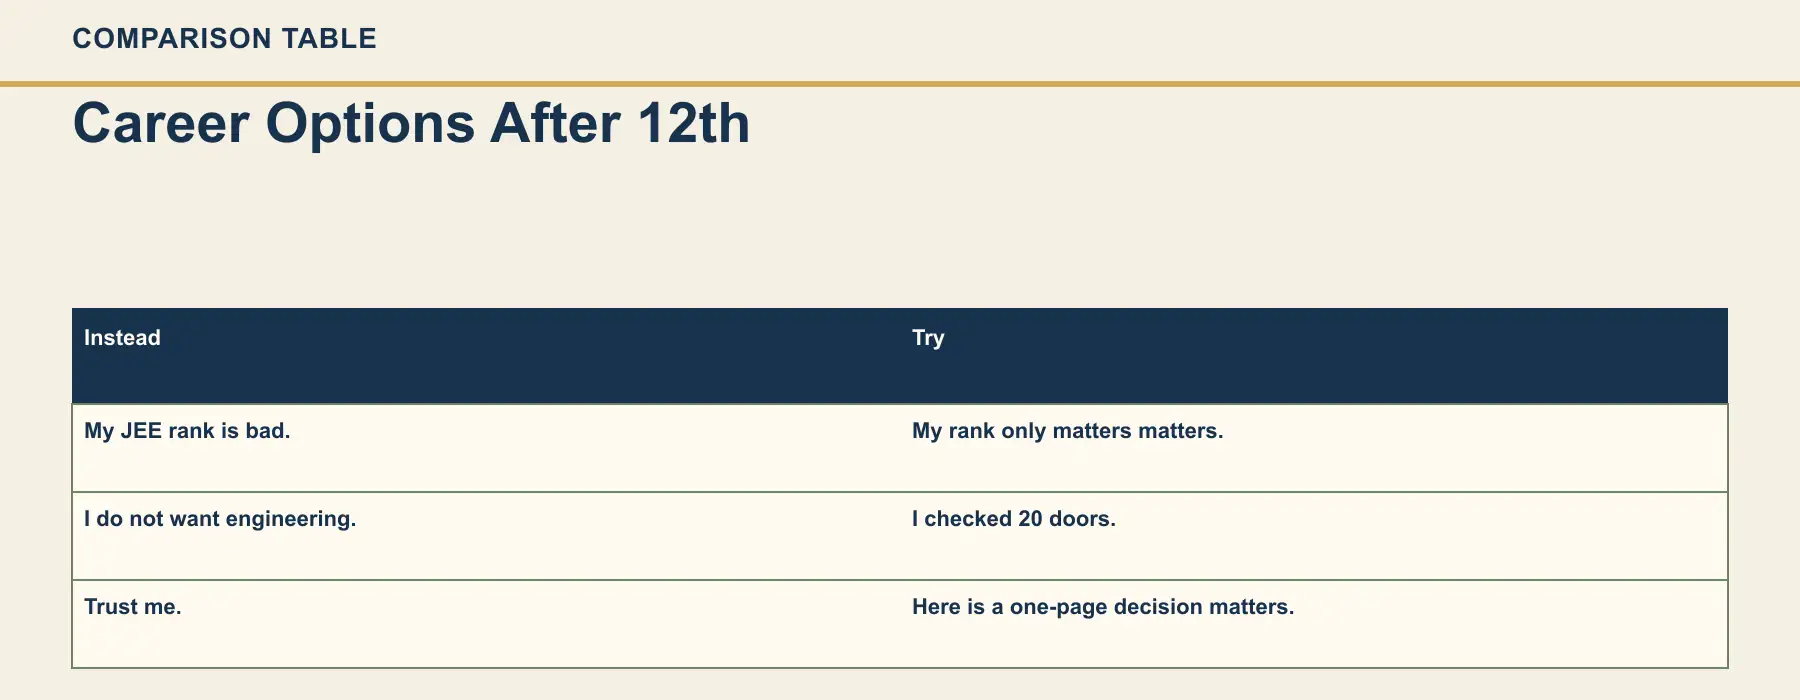 COMPARISON TABLE
Career Options After 12th
Instead Try
My JEE rank is bad. My rank only matters matters.
I do not want engineering. I checked 20 doors.
Trust me. Here is a one-page decision matters.